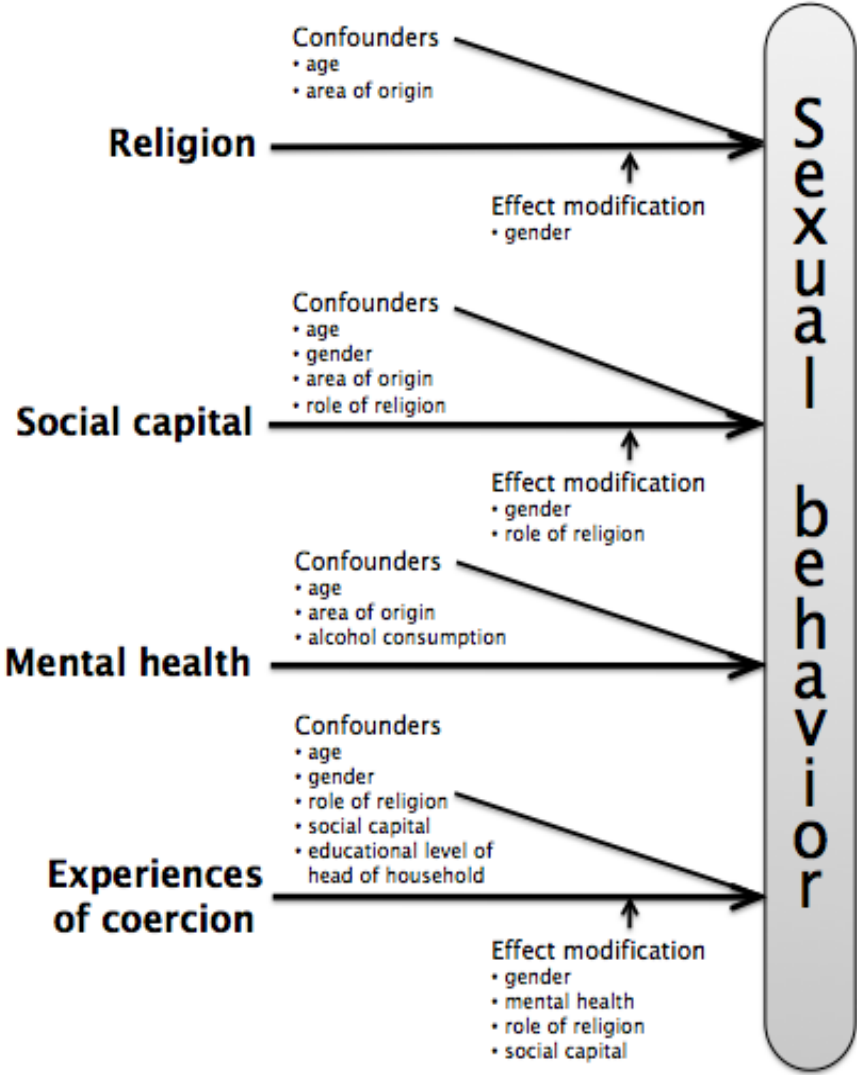 Confounders
• age
• area of origin
Religion
Effect modification
• gender
Confounders
• age
• gender
• area of origin
• role of religion
Social capital
Effect modification
• gender
• role of religion
Confounders
• age
• area of origin
• alcohol consumption
Mental health
Confounders
• age
• gender
• role of religion
• social capital
• educational level of
head of household
Experiences
of coercion
Effect modification
• gender
• mental health
• role of religion
• social capital
Sexual behavior